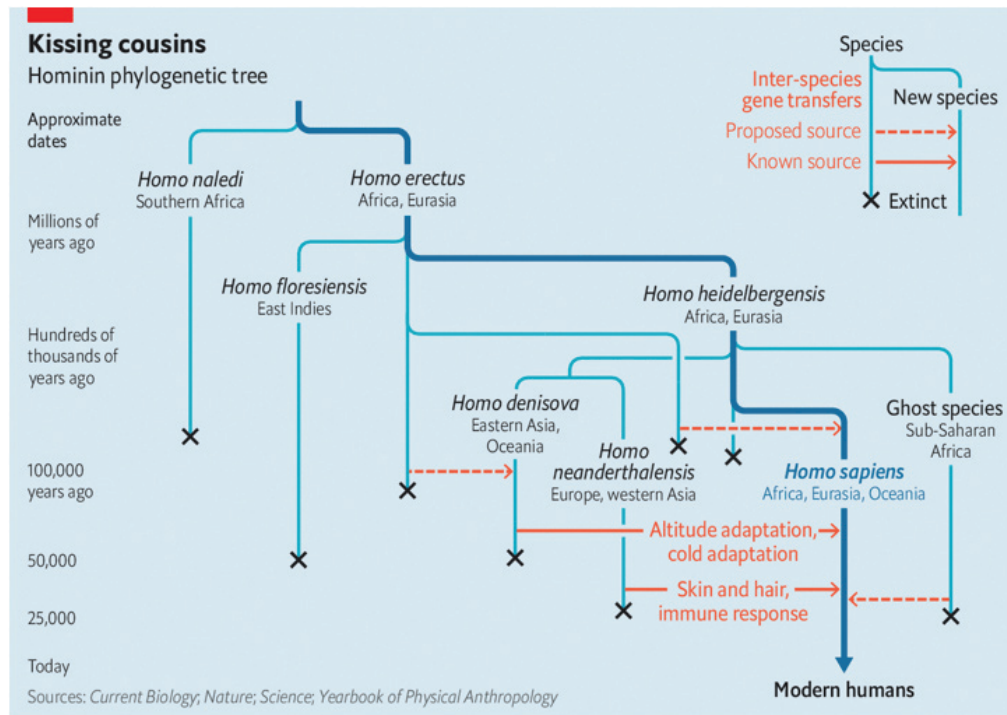 Kissing cousins
Hominin phylogenetic tree
Species
Inter-species
gene transfers
New species
Proposed source
Known source
Extinct
Approximate
dates
Homo naledi
Southern Africa
Homo erectus
Africa, Eurasia
Millions of
years ago
Homo floresiensis
East Indies
Homo heidelbergensis
Africa, Eurasia
Hundreds of
thousands of
years ago
Homo denisova
Eastern Asia,
Oceania
Ghost species
Sub-Saharan
Africa
Homo
neanderthalensis
Europe, western Asia
Homo sapiens
Africa, Eurasia, Oceania
100,000
years ago
Altitude adaptation,
cold adaptation
50,000
Skin and hair,
immune response
25,000
Today
Modern humans
Sources: Current Biology; Nature; Science; Yearbook of Physical Anthropology